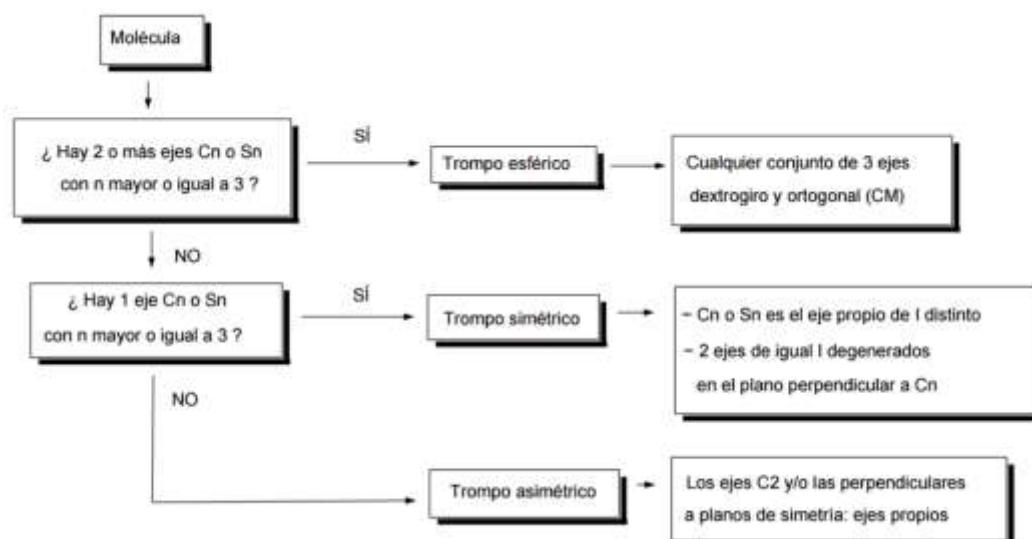 Molécula
¿ Hay 2 o más ejes Cn o Sn
con n mayor o igual a 3 ?
SÍ
Trompo esférico
Cualquier conjunto de 3 ejes
dextrogiro y ortogonal (CM)
NO
¿ Hay 1 eje Cn o Sn
con n mayor o igual a 3 ?
SÍ
Trompo simétrico
− Cn o Sn es el eje propio de I distinto
− 2 ejes de igual I degenerados
en el plano perpendicular a Cn
NO
Trompo asimétrico
Los ejes C2 y/o las perpendiculares
a planos de simetria: ejes propios